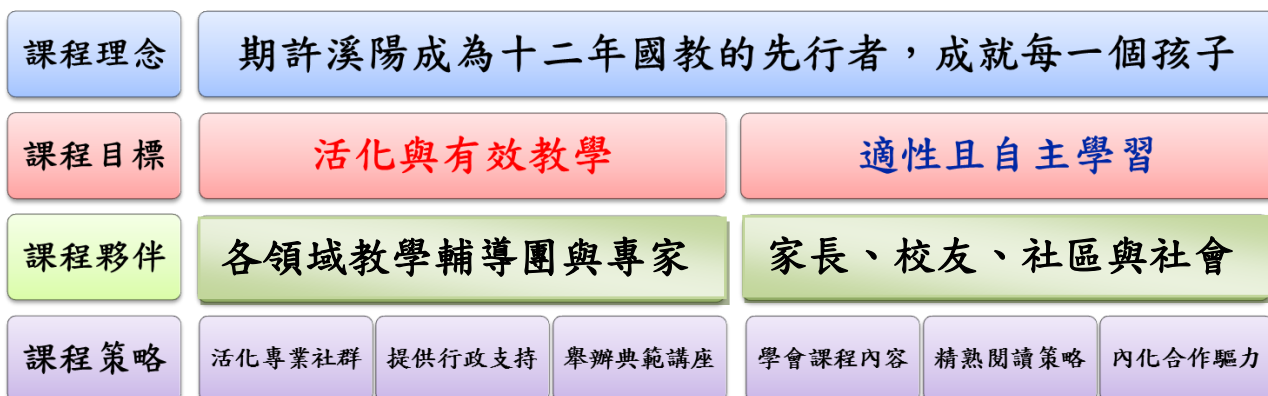 課程理念
期許溪陽成為十二年國教的先行者，成就每一個孩子
課程目標
活化與有效教學
適性且自主學習
課程夥伴
各領域教學輔導團與專家
家長、校友、社區與社會
課程策略
活化專業社群
提供行政支持
舉辦典範講座
學會課程內容
精熟閱讀策略
內化合作驅力